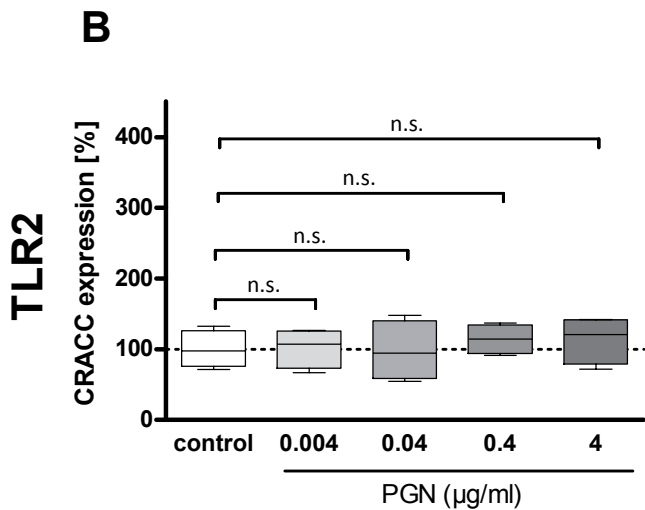 B
TLR2
CRACC expression [%]
400
300
200
100
0
n.s.
n.s.
n.s.
n.s.
control 0.004 0.04 0.4 4
PGN (µg/ml)